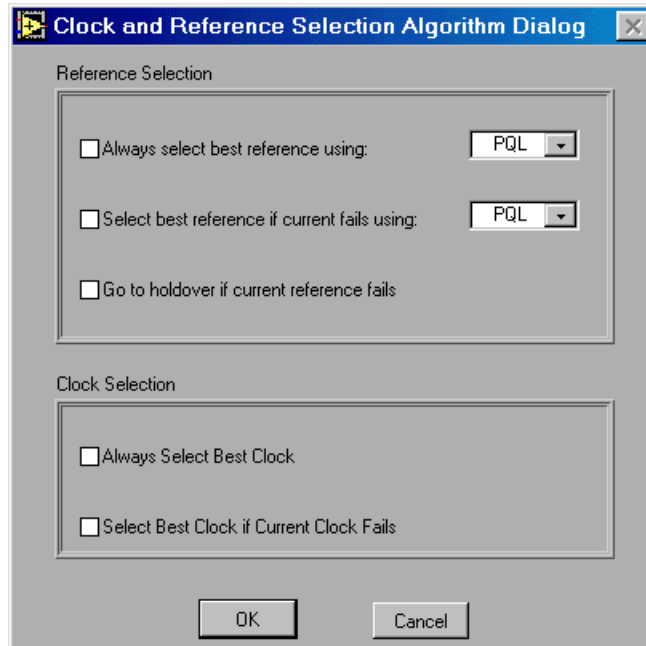 Clock and Reference Selection Algorithm Dialog
Reference Selection
Always select best reference using: PQL
Select best reference if current fails using: PQL
Go to holdover if current reference fails
Clock Selection
Always Select Best Clock
Select Best Clock if Current Clock Fails
OK Cancel